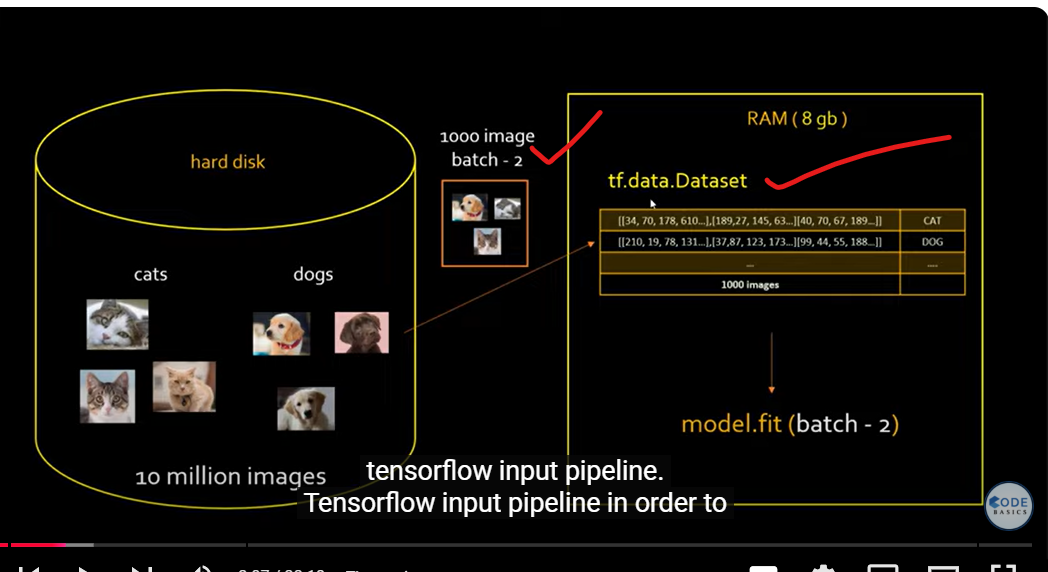 hard disk
cats
dogs
10 million images
1000 image
batch - 2
RAM ( 8 gb )
tf.data.Dataset
[[34, 70, 178, 610...],[189,27, 145, 63...][40, 70, 67, 189...]] CAT
[[210, 19, 78, 131...],[37,87, 123, 173...][99, 44, 55, 188...]] DOG
... ....
1000 images
model.fit (batch - 2)
tensorflow input pipeline.
Tensorflow input pipeline in order to
CODE
BASICS